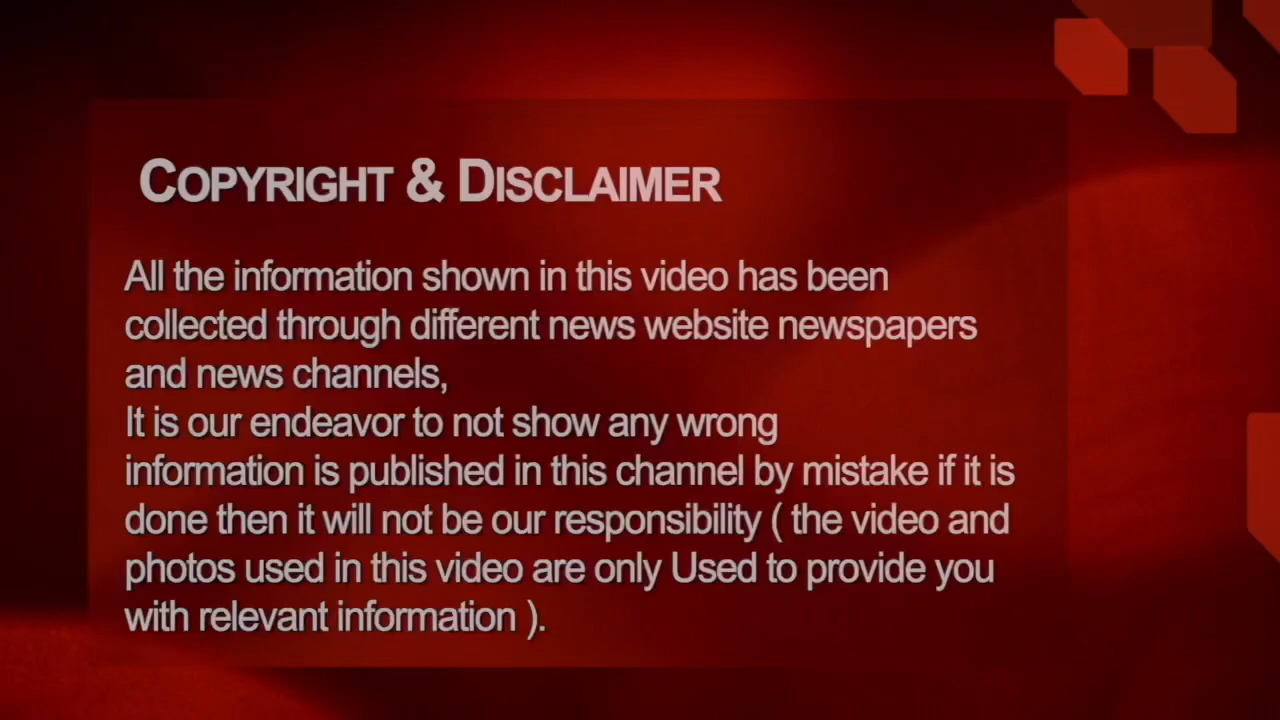 COPYRIGHT & DISCLAIMER
All the information shown in this video has been
collected through different news website newspapers
and news channels,
It is our endeavor to not show any wrong
information is published in this channel by mistake if it is
done then it will not be our responsibility ( the video and
photos used in this video are only Used to provide you
with relevant information ).